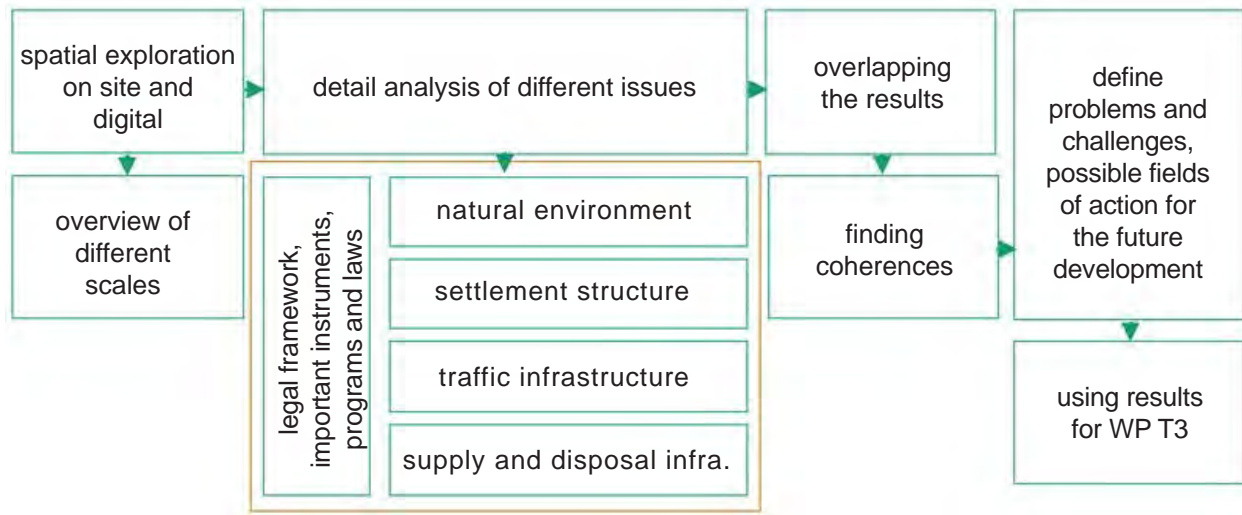 spatial exploration
on site and
digital
overview of
different
scales
detail analysis of different issues
legal framework,
important instruments,
programs and laws
natural environment
settlement structure
traffic infrastructure
supply and disposal infra.
overlapping
the results
finding
coherences
define
problems and
challenges,
possible fields
of action for
the future
development
using results
for WP T3